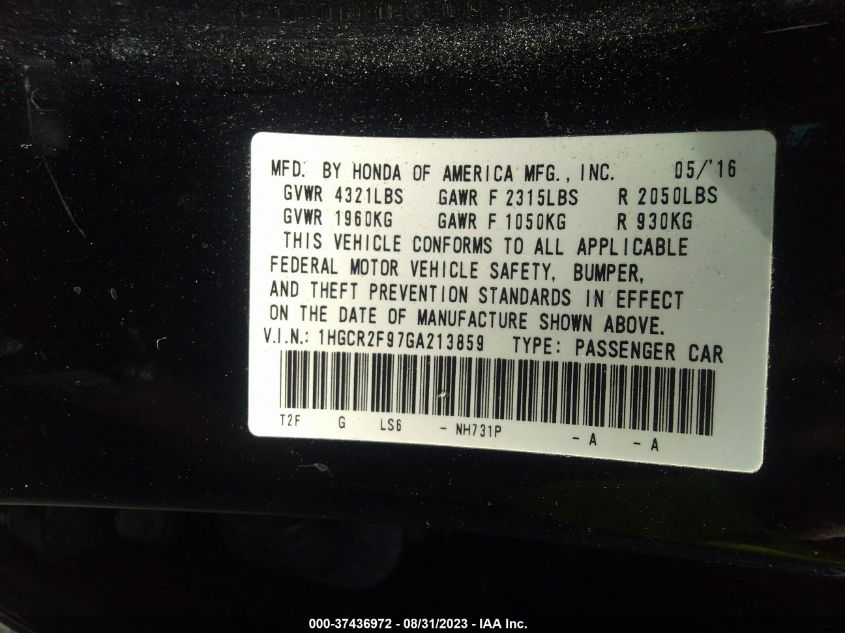 MFD. BY HONDA OF AMERICA MFG., INC. 05/'16
GVWR 4321LBS GAWR F 2315LBS R 2050LBS
GVWR 1960KG GAWR F 1050KG R 930KG
THIS VEHICLE CONFORMS TO ALL APPLICABLE
FEDERAL MOTOR VEHICLE SAFETY, BUMPER,
AND THEFT PREVENTION STANDARDS IN EFFECT
ON THE DATE OF MANUFACTURE SHOWN ABOVE.
V.I.N.: 1HGCR2F97GA213859 TYPE: PASSENGER CAR
T2F G LS6 - NH731P - A - A
000-37436972 — 08/31/2023 - IAA Inc.